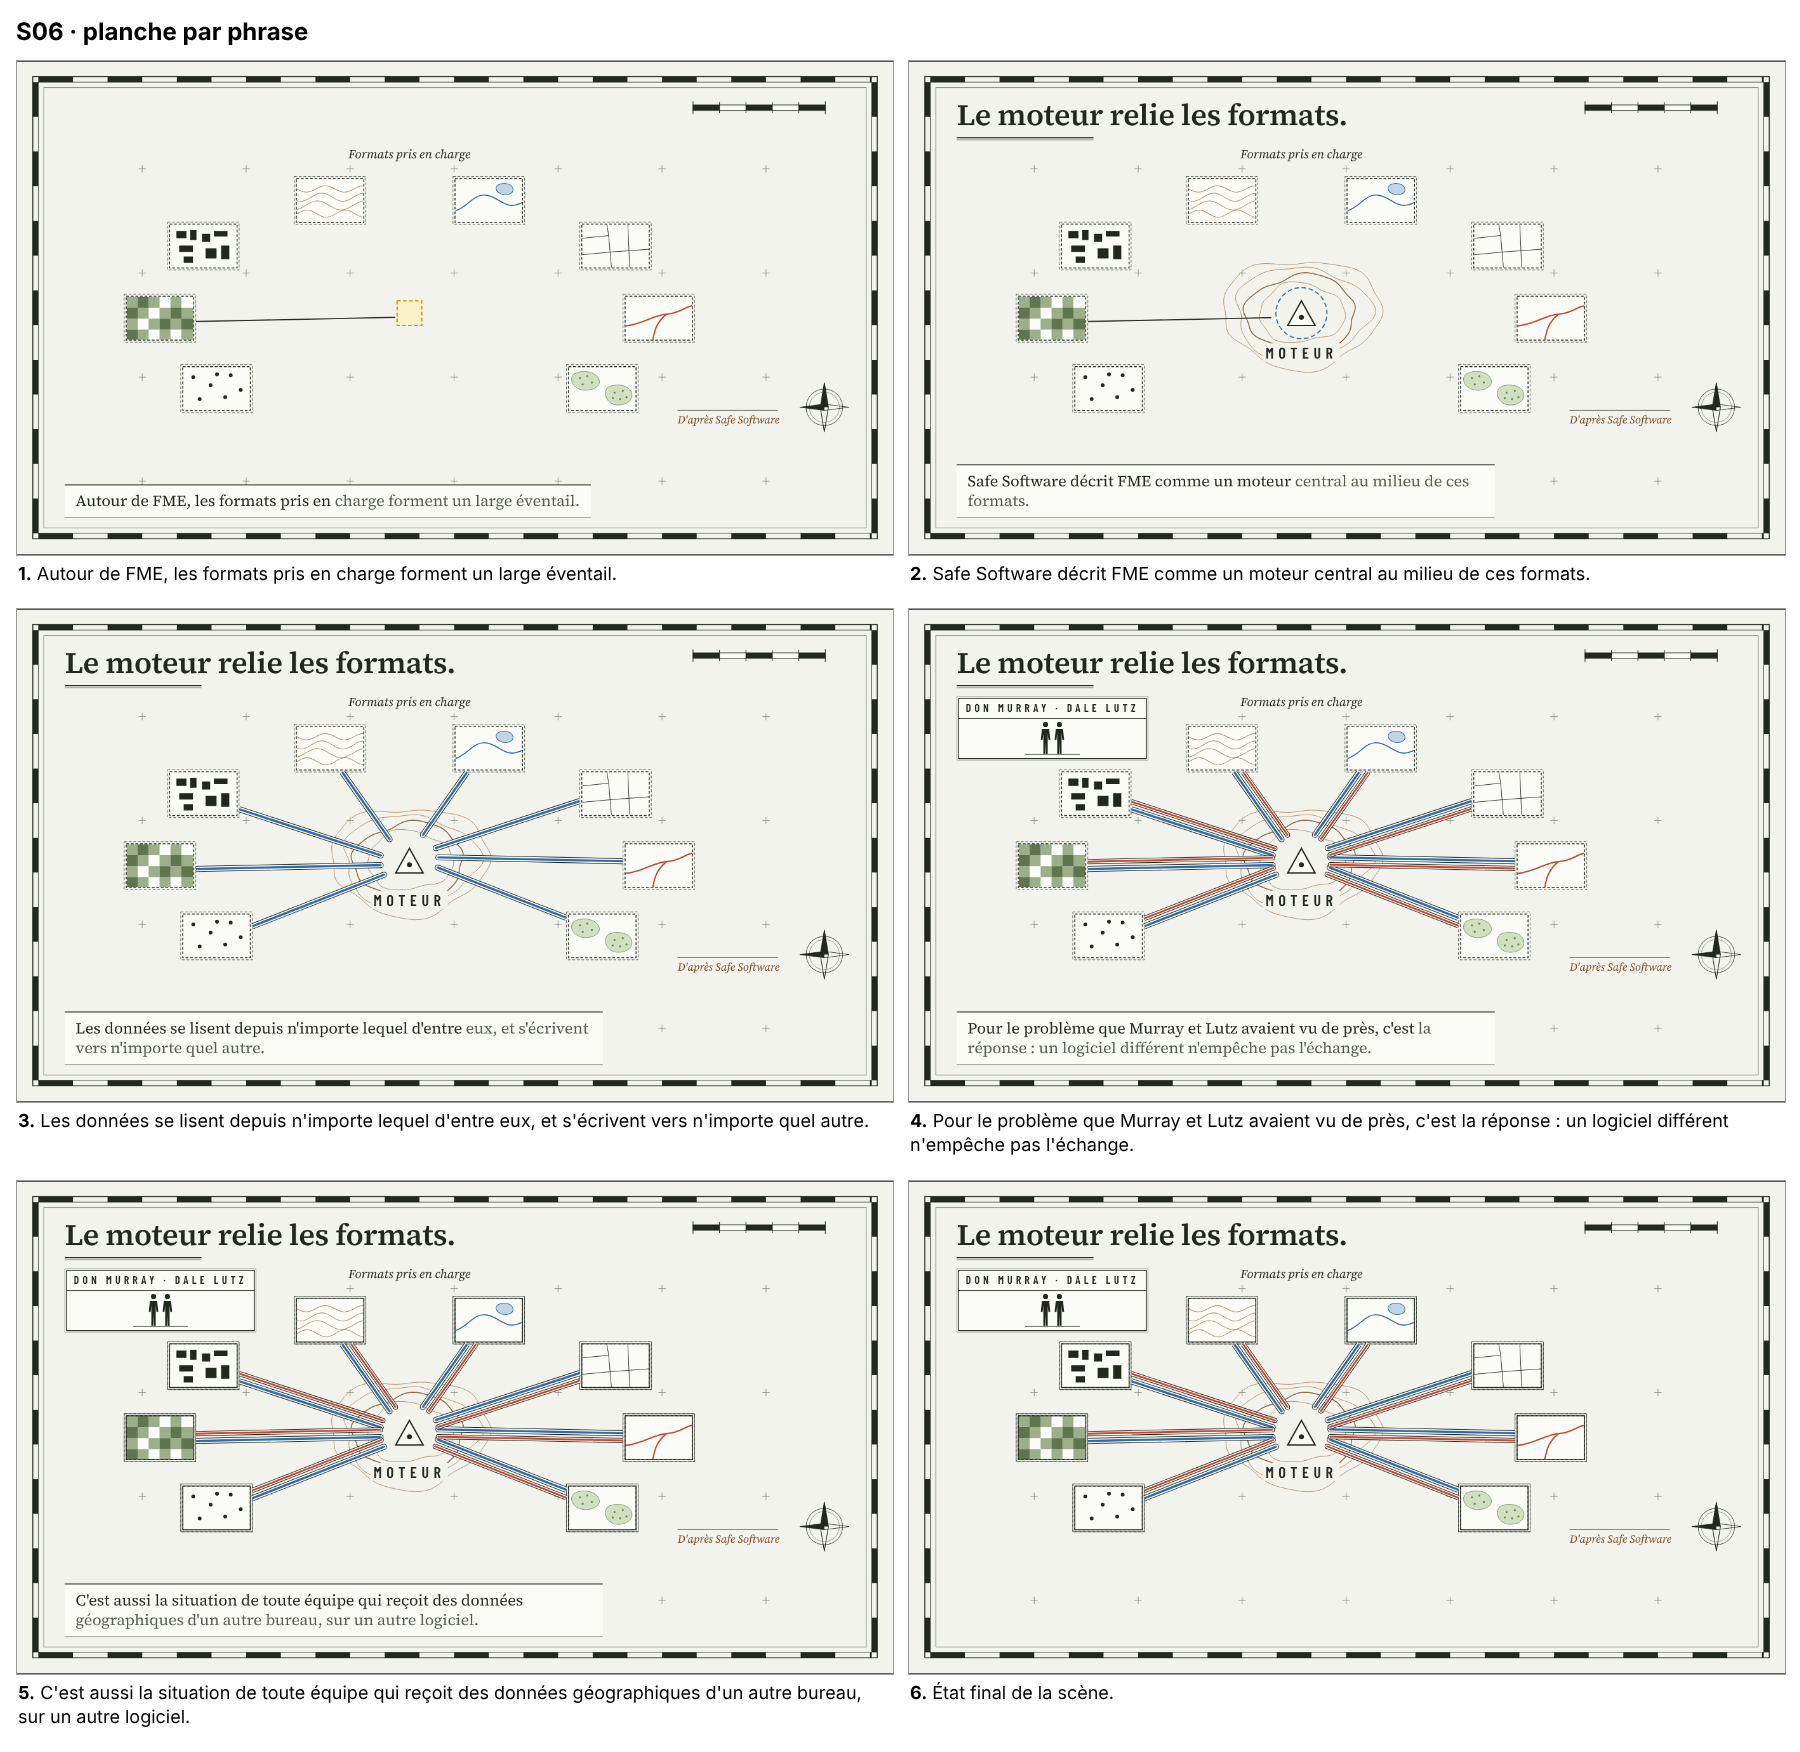 S06 · planche par phrase
Formats pris en charge
D'après Safe Software
Autour de FME, les formats pris en charge forment un large éventail.
1. Autour de FME, les formats pris en charge forment un large éventail.
Le moteur relie les formats.
Formats pris en charge
MOTEUR
D'après Safe Software
Safe Software décrit FME comme un moteur central au milieu de ces
formats.
2. Safe Software décrit FME comme un moteur central au milieu de ces formats.
Le moteur relie les formats.
Formats pris en charge
MOTEUR
D'après Safe Software
Les données se lisent depuis n'importe lequel d'entre eux, et s'écrivent
vers n'importe quel autre.
3. Les données se lisent depuis n'importe lequel d'entre eux, et s'écrivent vers n'importe quel autre.
Le moteur relie les formats.
DON MURRAY · DALE LUTZ
Formats pris en charge
MOTEUR
D'après Safe Software
Pour le problème que Murray et Lutz avaient vu de près, c'est la
réponse : un logiciel différent n'empêche pas l'échange.
4. Pour le problème que Murray et Lutz avaient vu de près, c'est la réponse : un logiciel différent
n'empêche pas l'échange.
Le moteur relie les formats.
DON MURRAY · DALE LUTZ
Formats pris en charge
MOTEUR
D'après Safe Software
C'est aussi la situation de toute équipe qui reçoit des données
géographiques d'un autre bureau, sur un autre logiciel.
5. C'est aussi la situation de toute équipe qui reçoit des données géographiques d'un autre bureau,
sur un autre logiciel.
Le moteur relie les formats.
DON MURRAY · DALE LUTZ
Formats pris en charge
MOTEUR
D'après Safe Software
6. État final de la scène.